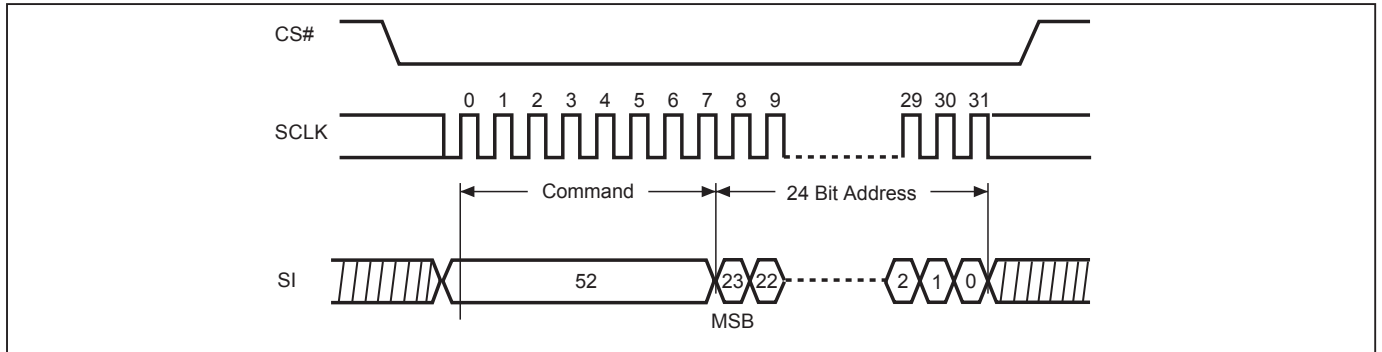 CS#
0 1 2 3 4 5 6 7 8 9 29 30 31
SCLK
Command 24 Bit Address
SI 52 23 22 2 1 0
MSB